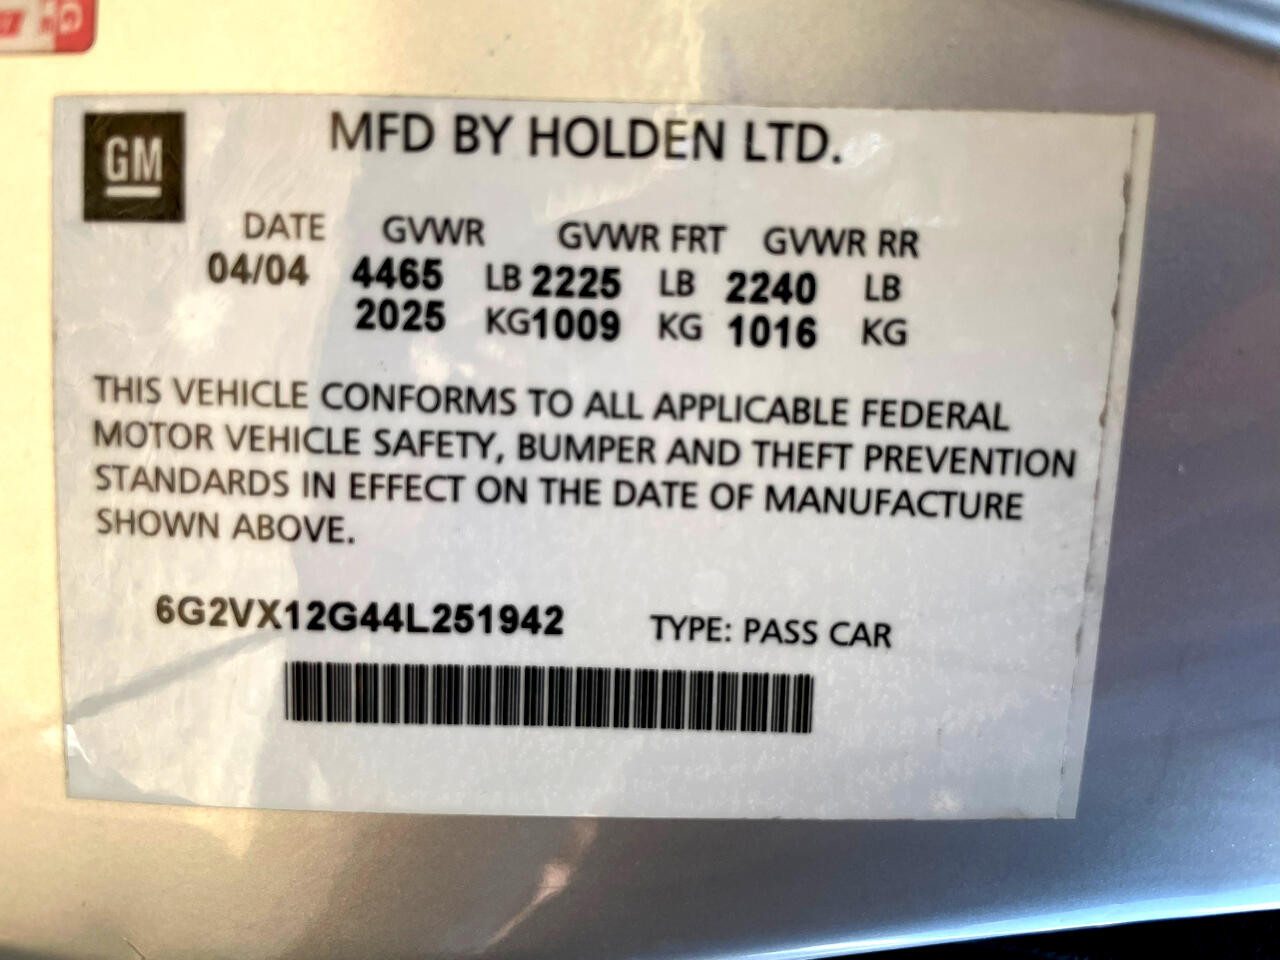 GM
MFD BY HOLDEN LTD.
DATE GVWR GVWR FRT GVWR RR
04/04 4465 LB 2225 LB 2240 LB
2025 KG 1009 KG 1016 KG
THIS VEHICLE CONFORMS TO ALL APPLICABLE FEDERAL
MOTOR VEHICLE SAFETY, BUMPER AND THEFT PREVENTION
STANDARDS IN EFFECT ON THE DATE OF MANUFACTURE
SHOWN ABOVE.
6G2VX12G44L251942 TYPE: PASS CAR